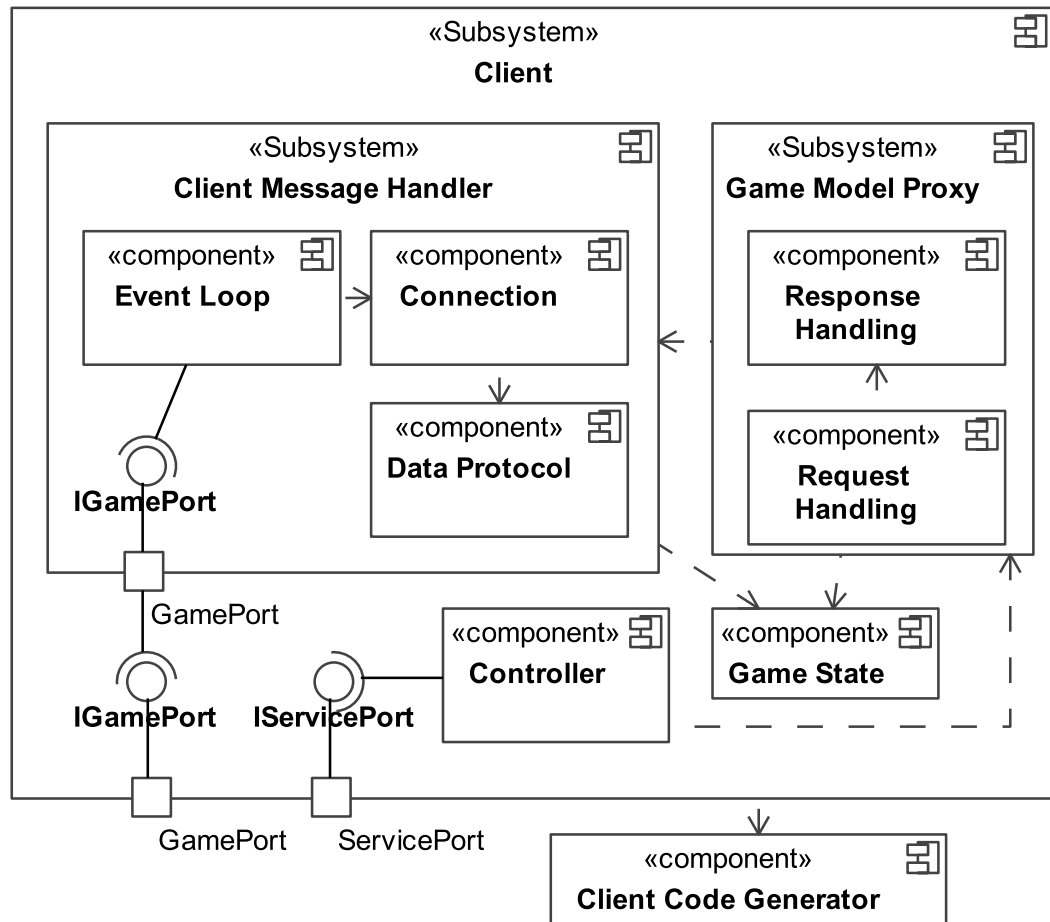 «Subsystem»
Client
«Subsystem»
Client Message Handler
«Subsystem»
Game Model Proxy
«component»
Event Loop
«component»
Connection
«component»
Response
Handling
«component»
Data Protocol
«component»
Request
Handling
IGamePort
GamePort
«component»
Controller
«component»
Game State
IGamePort
IServicePort
GamePort
ServicePort
«component»
Client Code Generator